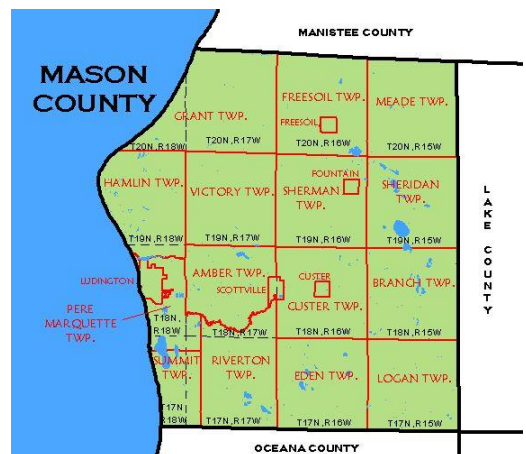 MANISTEE COUNTY
MASON
COUNTY
FREESOIL TWP.
MEADE TWP.
GRANT TWP.
FREESOIL
T20N,R18W
T20N,R17W
T20N,R16W
T20N,R15W
HAMLIN TWP.
VICTORY TWP.
FOUNTAIN
SHERMAN
TWP.
SHERIDAN
TWP.
LAKE COUNTY
T19N,R18W
T19N,R17W
T19N,R16W
T19N,R15W
LUDINGTON
AMBER TWP.
SCOTTVILLE
CUSTER
CUSTER TWP.
BRANCH TWP.
PERE
MARQUETTE
TWP.
T18N,
R18W
T18N,R17W
T18N,R16W
T18N,R15W
SUMMIT
TWP.
RIVERTON
TWP.
EDEN TWP.
LOGAN TWP.
T17N
R18W
T17N,R17W
T17N,R16W
T17N,R15W
OCEANA COUNTY